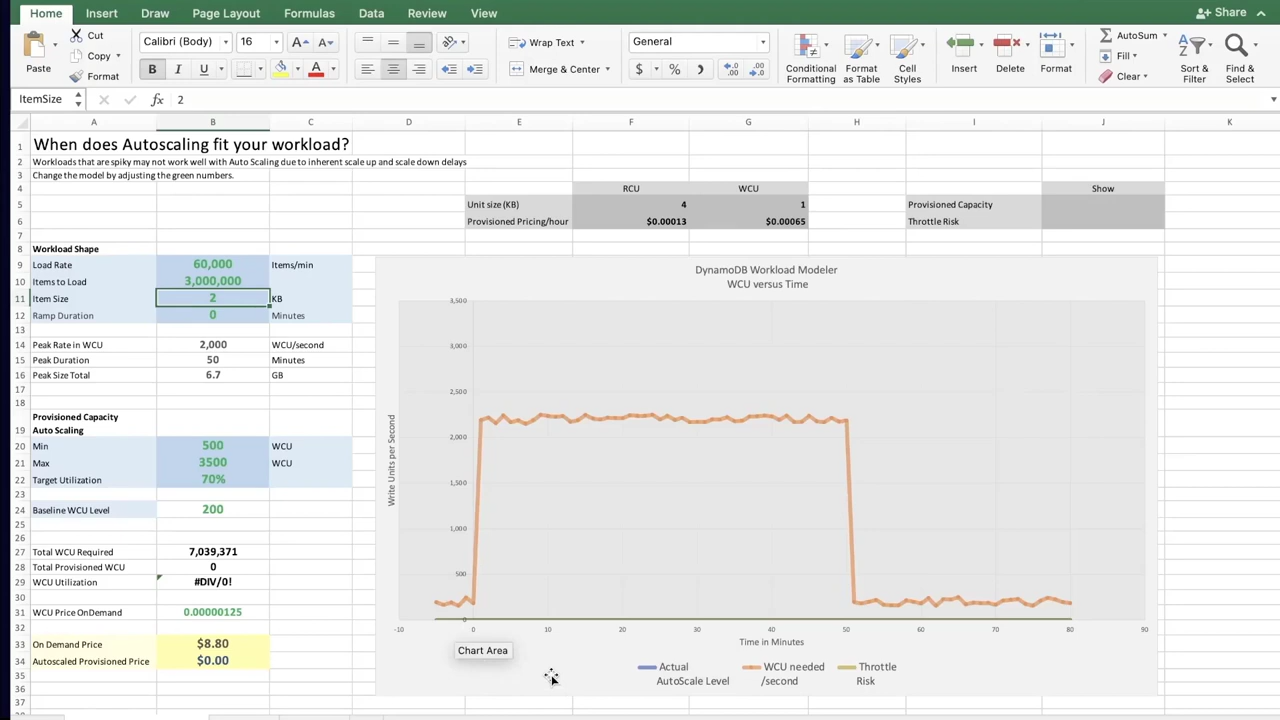 Home Insert Draw Page Layout Formulas Data Review View Share
Paste Cut Copy Format
Calibri (Body) 16 A A
B I U A
Wrap Text
Merge & Center
General
$ % ,
Conditional Formatting
Format as Table
Cell Styles
Insert Delete Format
AutoSum
Fill
Clear
Sort & Filter
Find & Select
ItemSize fx 2
A B C D E F G H I J K
1 When does Autoscaling fit your workload?
2 Workloads that are spiky may not work well with Auto Scaling due to inherent scale up and scale down delays
3 Change the model by adjusting the green numbers.
4 RCU WCU Show
5 Unit size (KB) 4 1 Provisioned Capacity
6 Provisioned Pricing/hour $0.00013 $0.00065 Throttle Risk
7
8 Workload Shape
9 Load Rate 60,000 Items/min
10 Items to Load 3,000,000
11 Item Size 2 KB
12 Ramp Duration 0 Minutes
13
14 Peak Rate in WCU 2,000 WCU/second
15 Peak Duration 50 Minutes
16 Peak Size Total 6.7 GB
17
18
Provisioned Capacity
19 Auto Scaling
20 Min 500 WCU
21 Max 3500 WCU
22 Target Utilization 70%
23
24 Baseline WCU Level 200
25
26
27 Total WCU Required 7,039,371
28 Total Provisioned WCU 0
29 WCU Utilization #DIV/0!
30
31 WCU Price OnDemand 0.00000125
32
33 On Demand Price $8.80
34 Autoscaled Provisioned Price $0.00
35
36
37
DynamoDB Workload Modeler
WCU versus Time
Write Units per Second
3,500
3,000
2,500
2,000
1,500
1,000
500
0
-10 0 10 20 30 40 50 60 70 80 90
Time in Minutes
Chart Area
Actual AutoScale Level
WCU needed /second
Throttle Risk